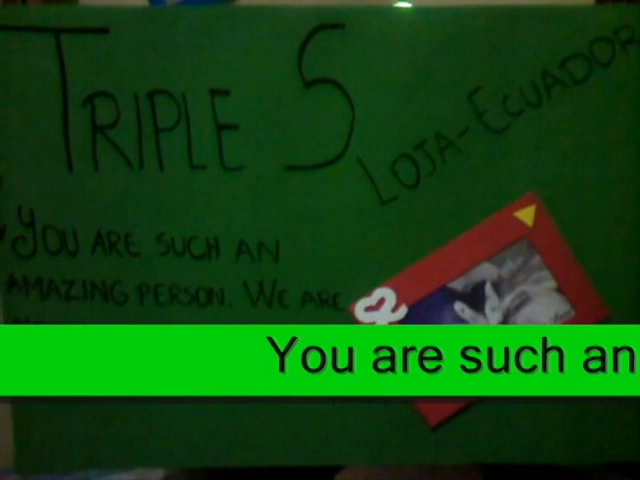 TRIPLE S
LOJA-ECUADOR
YOU ARE SUCH AN
AMAZING PERSON. WE ARE
You are such an